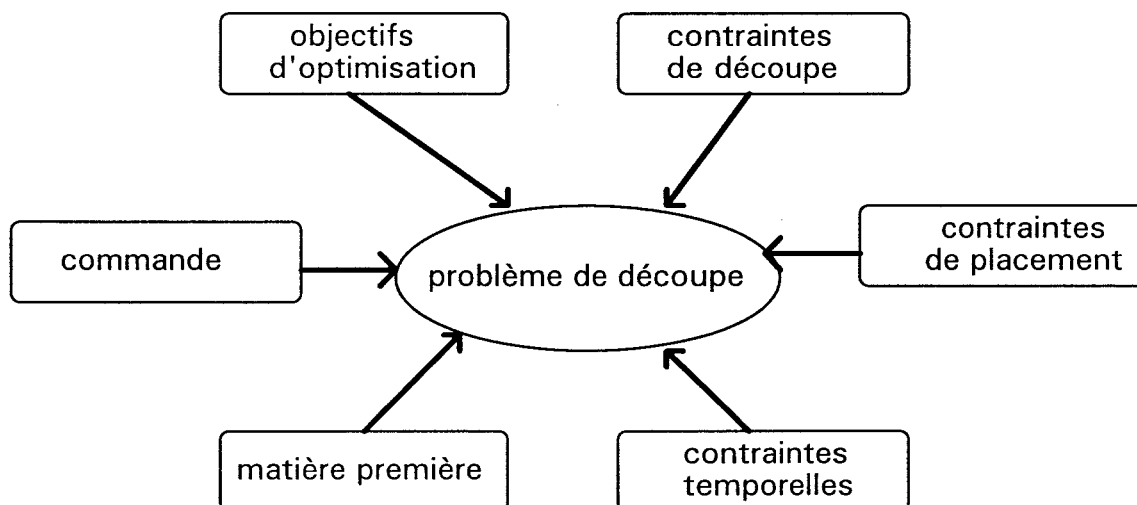 objectifs
d'optimisation
contraintes
de découpe
commande
problème de découpe
contraintes
de placement
matière première
contraintes
temporelles